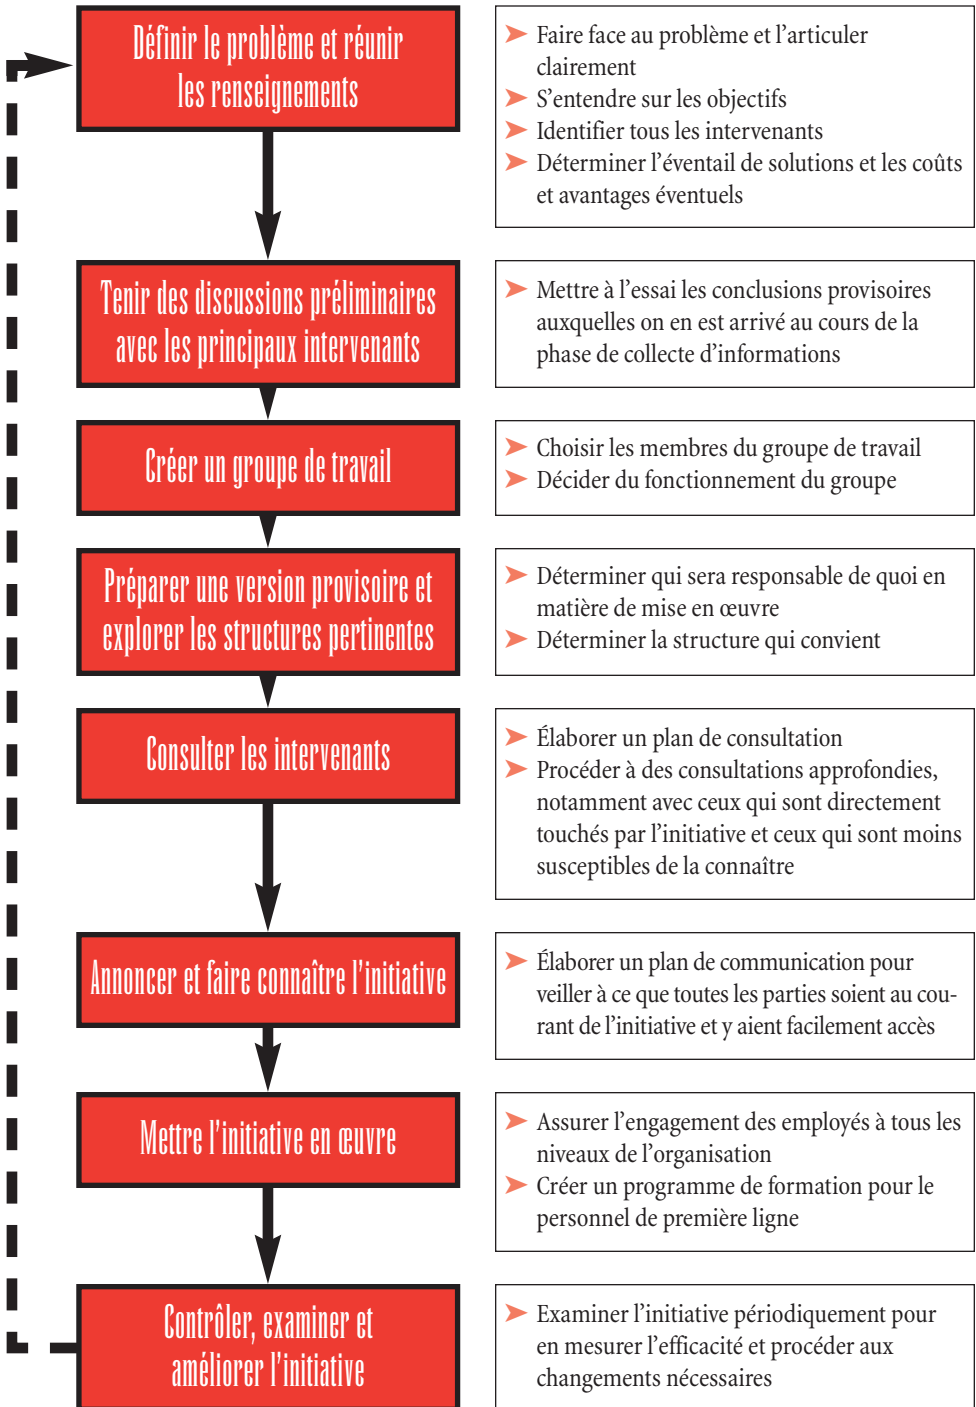 Définir le problème et réunir
les renseignements
➤ Faire face au problème et l’articuler
clairement
➤ S’entendre sur les objectifs
➤ Identifier tous les intervenants
➤ Déterminer l’éventail de solutions et les coûts
et avantages éventuels
Tenir des discussions préliminaires
avec les principaux intervenants
➤ Mettre à l’essai les conclusions provisoires
auxquelles on en est arrivé au cours de la
phase de collecte d’informations
Créer un groupe de travail
➤ Choisir les membres du groupe de travail
➤ Décider du fonctionnement du groupe
Préparer une version provisoire et
explorer les structures pertinentes
➤ Déterminer qui sera responsable de quoi en
matière de mise en œuvre
➤ Déterminer la structure qui convient
Consulter les intervenants
➤ Élaborer un plan de consultation
➤ Procéder à des consultations approfondies,
notamment avec ceux qui sont directement
touchés par l’initiative et ceux qui sont moins
susceptibles de la connaître
Annoncer et faire connaître l’initiative
➤ Élaborer un plan de communication pour
veiller à ce que toutes les parties soient au cou-
rant de l’initiative et y aient facilement accès
Mettre l’initiative en œuvre
➤ Assurer l’engagement des employés à tous les
niveaux de l’organisation
➤ Créer un programme de formation pour le
personnel de première ligne
Contrôler, examiner et
améliorer l’initiative
➤ Examiner l’initiative périodiquement pour
en mesurer l’efficacité et procéder aux
changements nécessaires